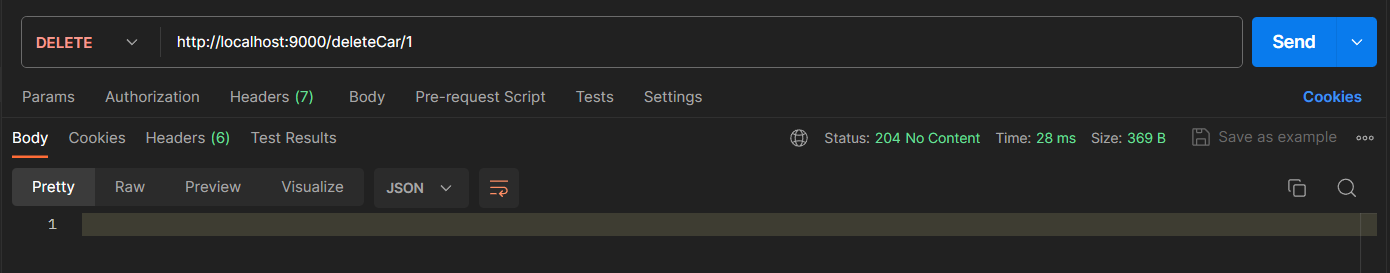 DELETE http://localhost:9000/deleteCar/1 Send
Params Authorization Headers (7) Body Pre-request Script Tests Settings Cookies
Body Cookies Headers (6) Test Results Status: 204 No Content Time: 28 ms Size: 369 B Save as example
Pretty Raw Preview Visualize JSON
1